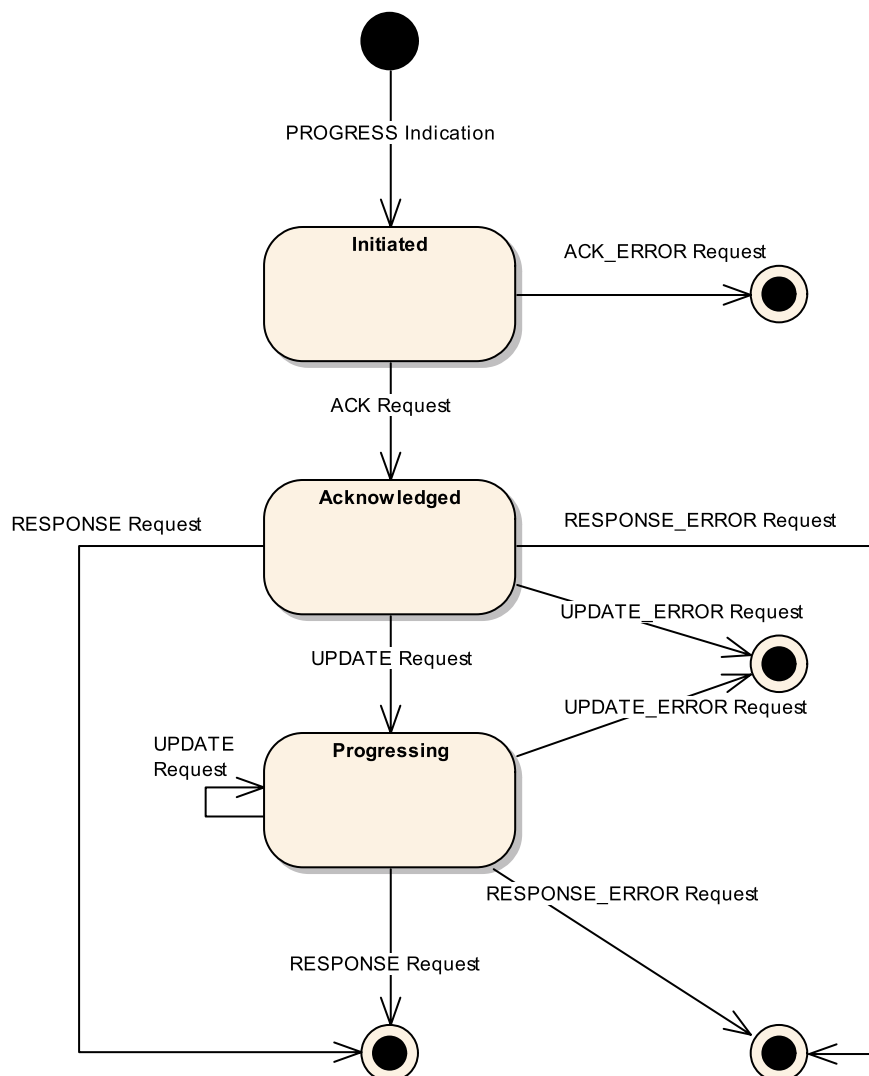 PROGRESS Indication
Initiated
ACK_ERROR Request
ACK Request
Acknowledged
RESPONSE Request
RESPONSE_ERROR Request
UPDATE_ERROR Request
UPDATE Request
UPDATE_ERROR Request
UPDATE
Request
Progressing
RESPONSE_ERROR Request
RESPONSE Request